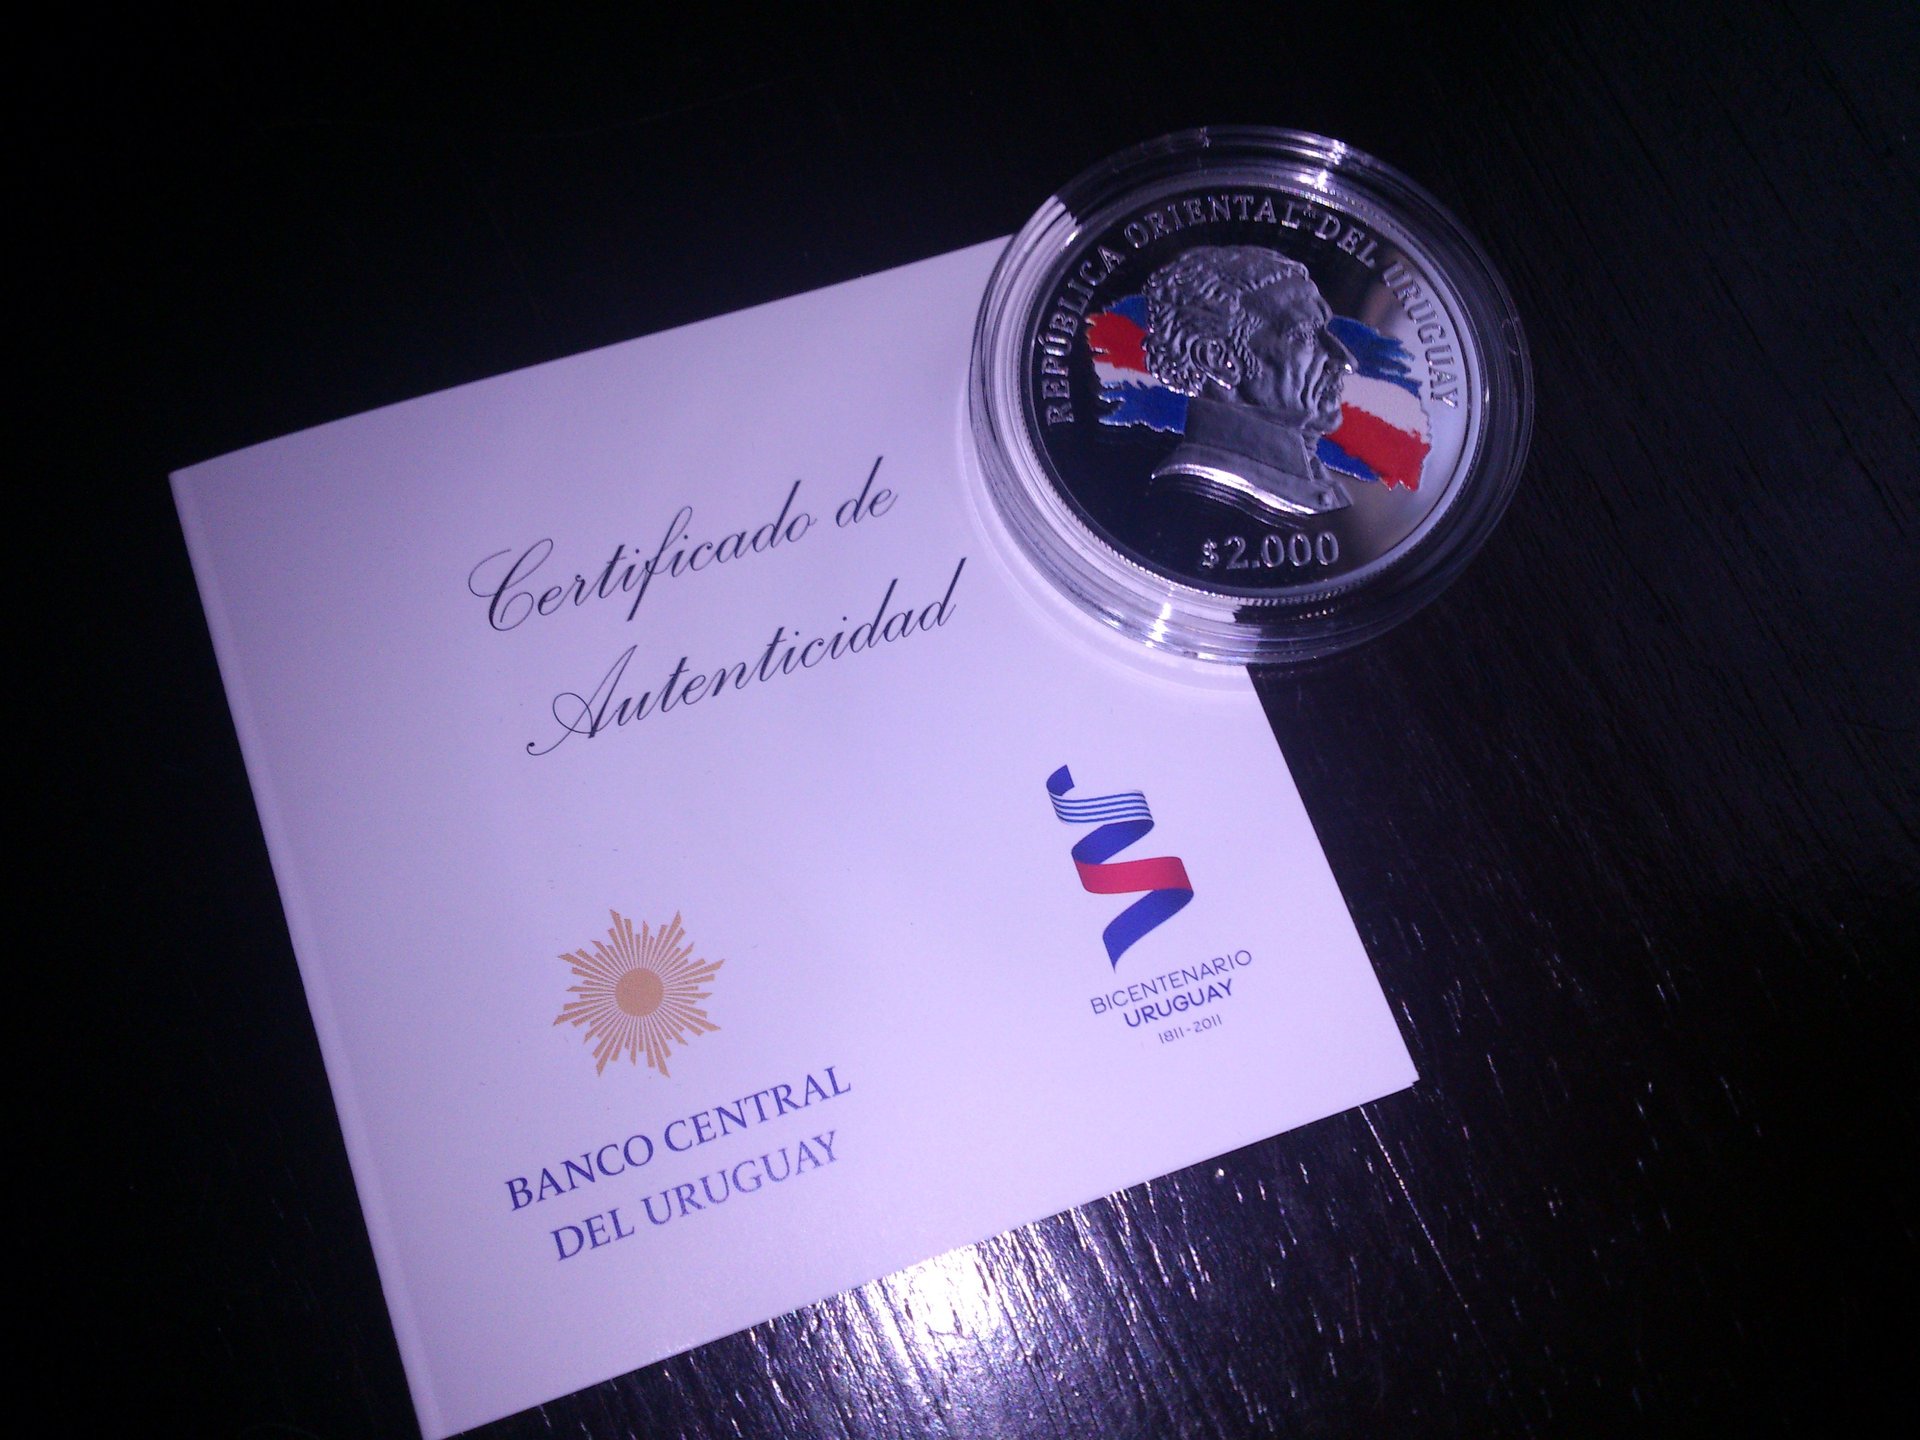 REPÚBLICA ORIENTAL DEL URUGUAY
$2.000
Certificado de
Autenticidad
BICENTENARIO
URUGUAY
1811-2011
BANCO CENTRAL
DEL URUGUAY